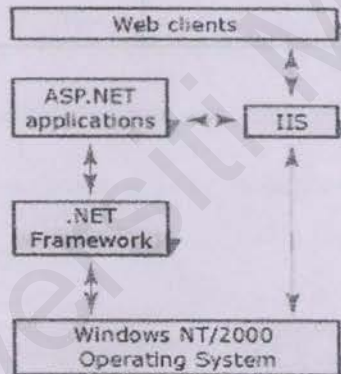 Web clients
ASP.NET
applications
IIS
.NET
Framework
Windows NT/2000
Operating System